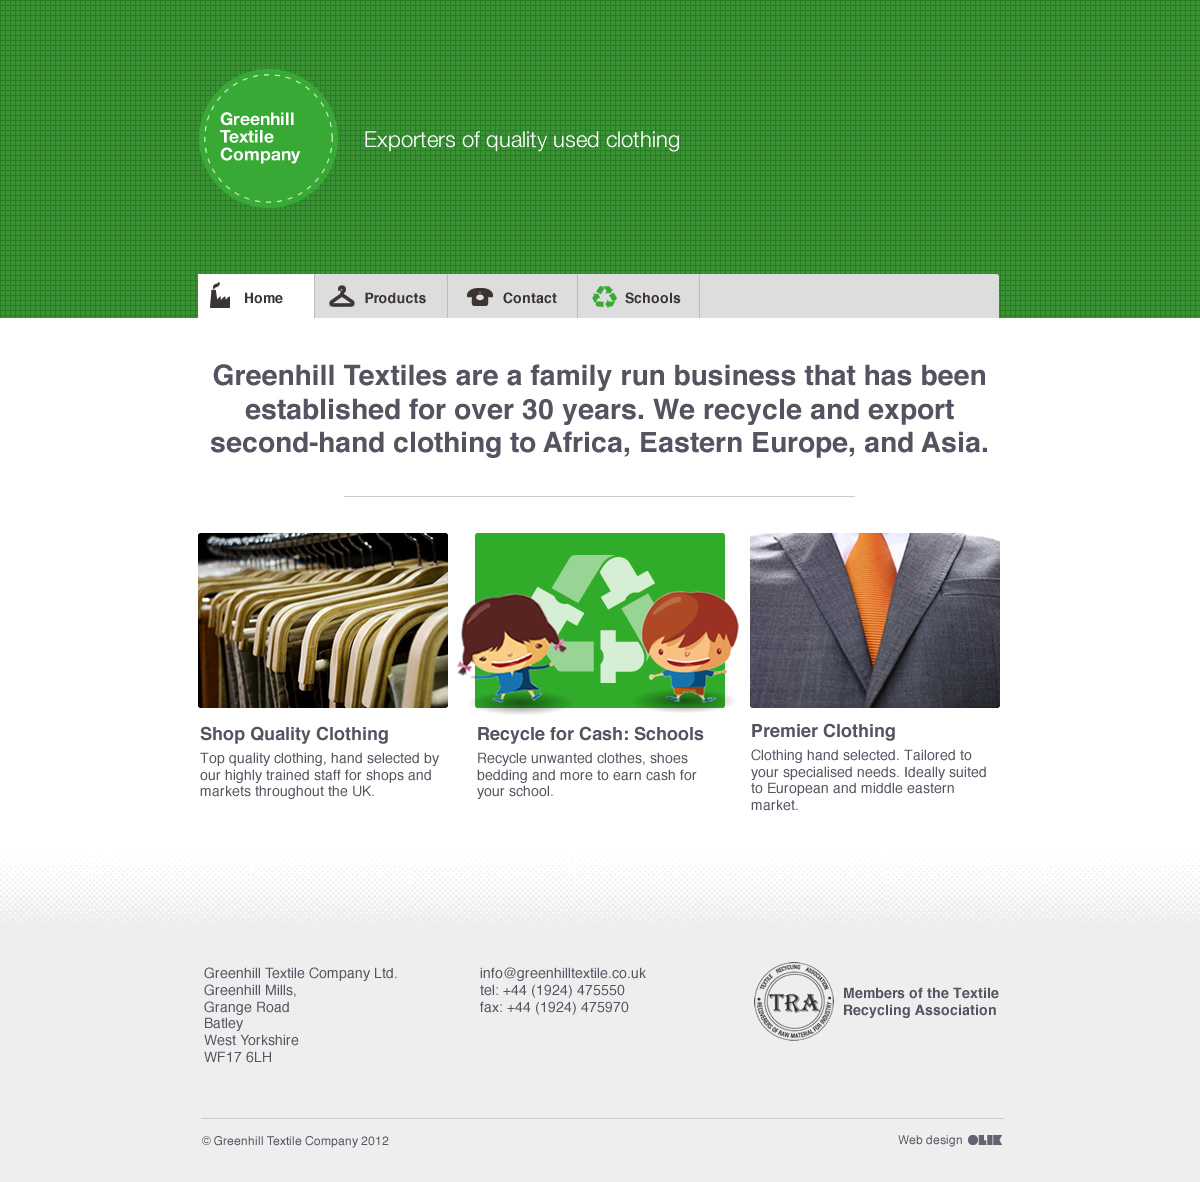 Greenhill
Textile
Company
Exporters of quality used clothing
Home
Products
Contact
Schools
Greenhill Textiles are a family run business that has been
established for over 30 years. We recycle and export
second-hand clothing to Africa, Eastern Europe, and Asia.
Shop Quality Clothing
Top quality clothing, hand selected by
our highly trained staff for shops and
markets throughout the UK.
Recycle for Cash: Schools
Recycle unwanted clothes, shoes
bedding and more to earn cash for
your school.
Premier Clothing
Clothing hand selected. Tailored to
your specialised needs. Ideally suited
to European and middle eastern
market.
Greenhill Textile Company Ltd.
Greenhill Mills,
Grange Road
Batley
West Yorkshire
WF17 6LH
info@greenhilltextile.co.uk
tel: +44 (1924) 475550
fax: +44 (1924) 475970
TEXTILE RECYCLING ASSOCIATION
TRA
RECOVERERS OF RAW MATERIAL FOR INDUSTRY
Members of the Textile
Recycling Association
© Greenhill Textile Company 2012
Web design OLIK